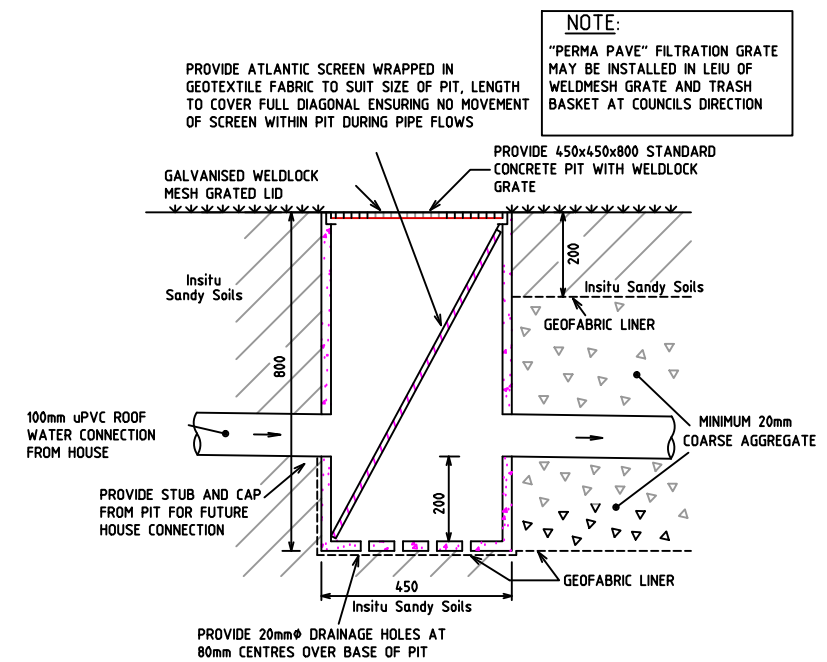 NOTE:
"PERMA PAVE" FILTRATION GRATE
MAY BE INSTALLED IN LEIU OF
WELDMESH GRATE AND TRASH
BASKET AT COUNCILS DIRECTION
PROVIDE ATLANTIC SCREEN WRAPPED IN
GEOTEXTILE FABRIC TO SUIT SIZE OF PIT, LENGTH
TO COVER FULL DIAGONAL ENSURING NO MOVEMENT
OF SCREEN WITHIN PIT DURING PIPE FLOWS
PROVIDE 450x450x800 STANDARD
CONCRETE PIT WITH WELDLOCK
GRATE
GALVANISED WELDLOCK
MESH GRATED LID
200
Insitu
Sandy Soils
Insitu Sandy Soils
GEOFABRIC LINER
800
100mm uPVC ROOF
WATER CONNECTION
FROM HOUSE
MINIMUM 20mm
COARSE AGGREGATE
PROVIDE STUB AND CAP
FROM PIT FOR FUTURE
HOUSE CONNECTION
200
GEOFABRIC LINER
450
Insitu Sandy Soils
PROVIDE 20mmϕ DRAINAGE HOLES AT
80mm CENTRES OVER BASE OF PIT